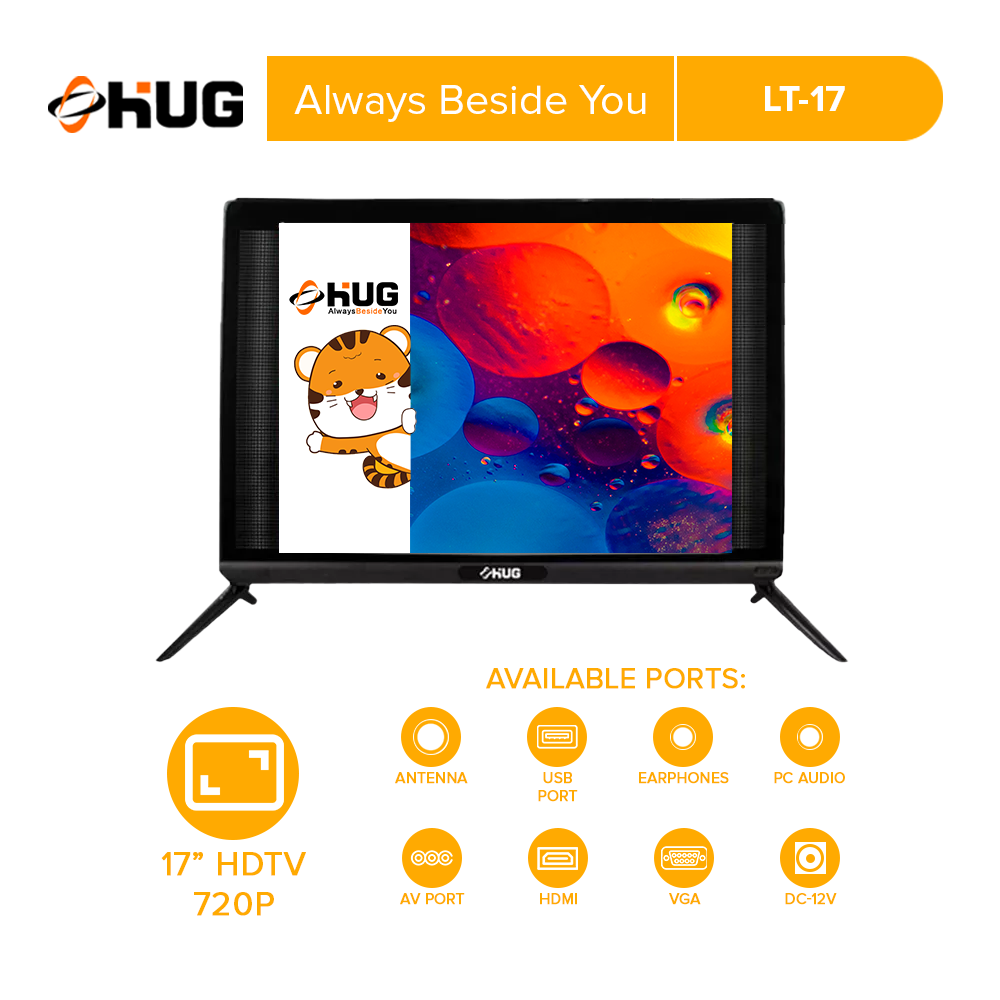 HUG
Always Beside You
LT-17
HUG
AlwaysBesideYou
HUG
AVAILABLE PORTS:
ANTENNA
USB
PORT
EARPHONES
PC AUDIO
17” HDTV
720P
AV PORT
HDMI
VGA
DC-12V